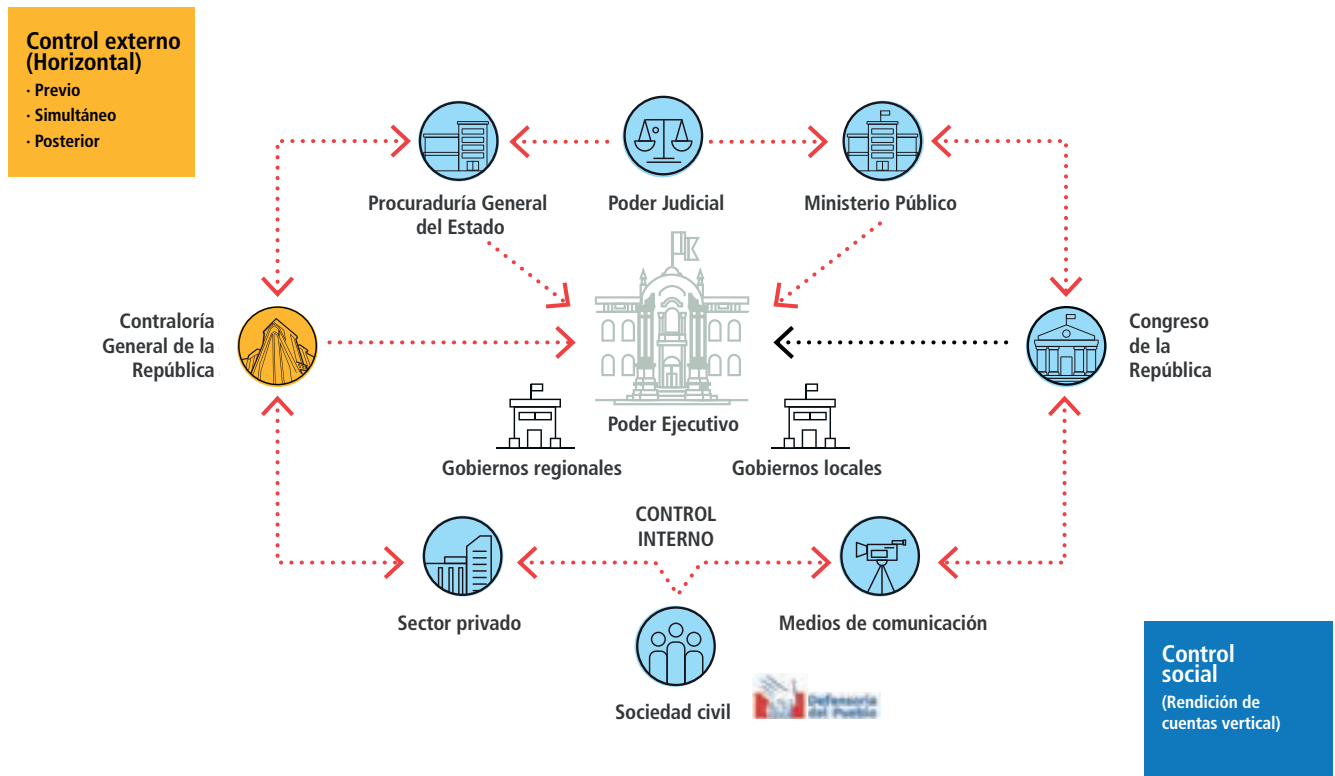 Control externo
(Horizontal)
· Previo
· Simultáneo
· Posterior
Procuraduría General
del Estado
Poder Judicial
Ministerio Público
Contraloría
General de la
República
Congreso
de la
República
Poder Ejecutivo
Gobiernos regionales
Gobiernos locales
CONTROL
INTERNO
Sector privado
Medios de comunicación
Sociedad civil
Defensoría
del Pueblo
Control
social
(Rendición de
cuentas vertical)